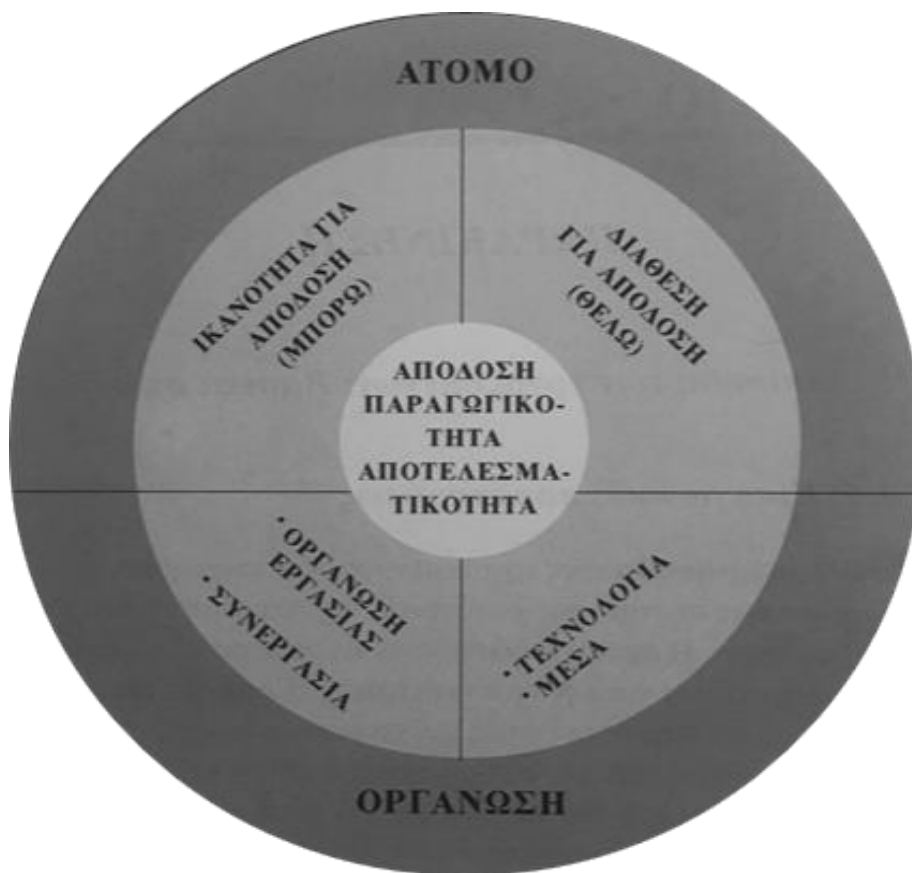 ΑΤΟΜΟ
ΙΚΑΝΟΤΗΤΑ ΓΙΑ
ΑΠΟΔΟΣΗ
(ΜΠΟΡΩ)
ΔΙΑΘΕΣΗ
ΓΙΑ ΑΠΟΔΟΣΗ
(ΘΕΛΩ)
ΑΠΟΔΟΣΗ
ΠΑΡΑΓΩΓΙΚΟ-
ΤΗΤΑ
ΑΠΟΤΕΛΕΣΜΑ-
ΤΙΚΟΤΗΤΑ
• ΟΡΓΑΝΩΣΗ
ΕΡΓΑΣΙΑΣ
• ΣΥΝΕΡΓΑΣΙΑ
• ΤΕΧΝΟΛΟΓΙΑ
• ΜΕΣΑ
ΟΡΓΑΝΩΣΗ